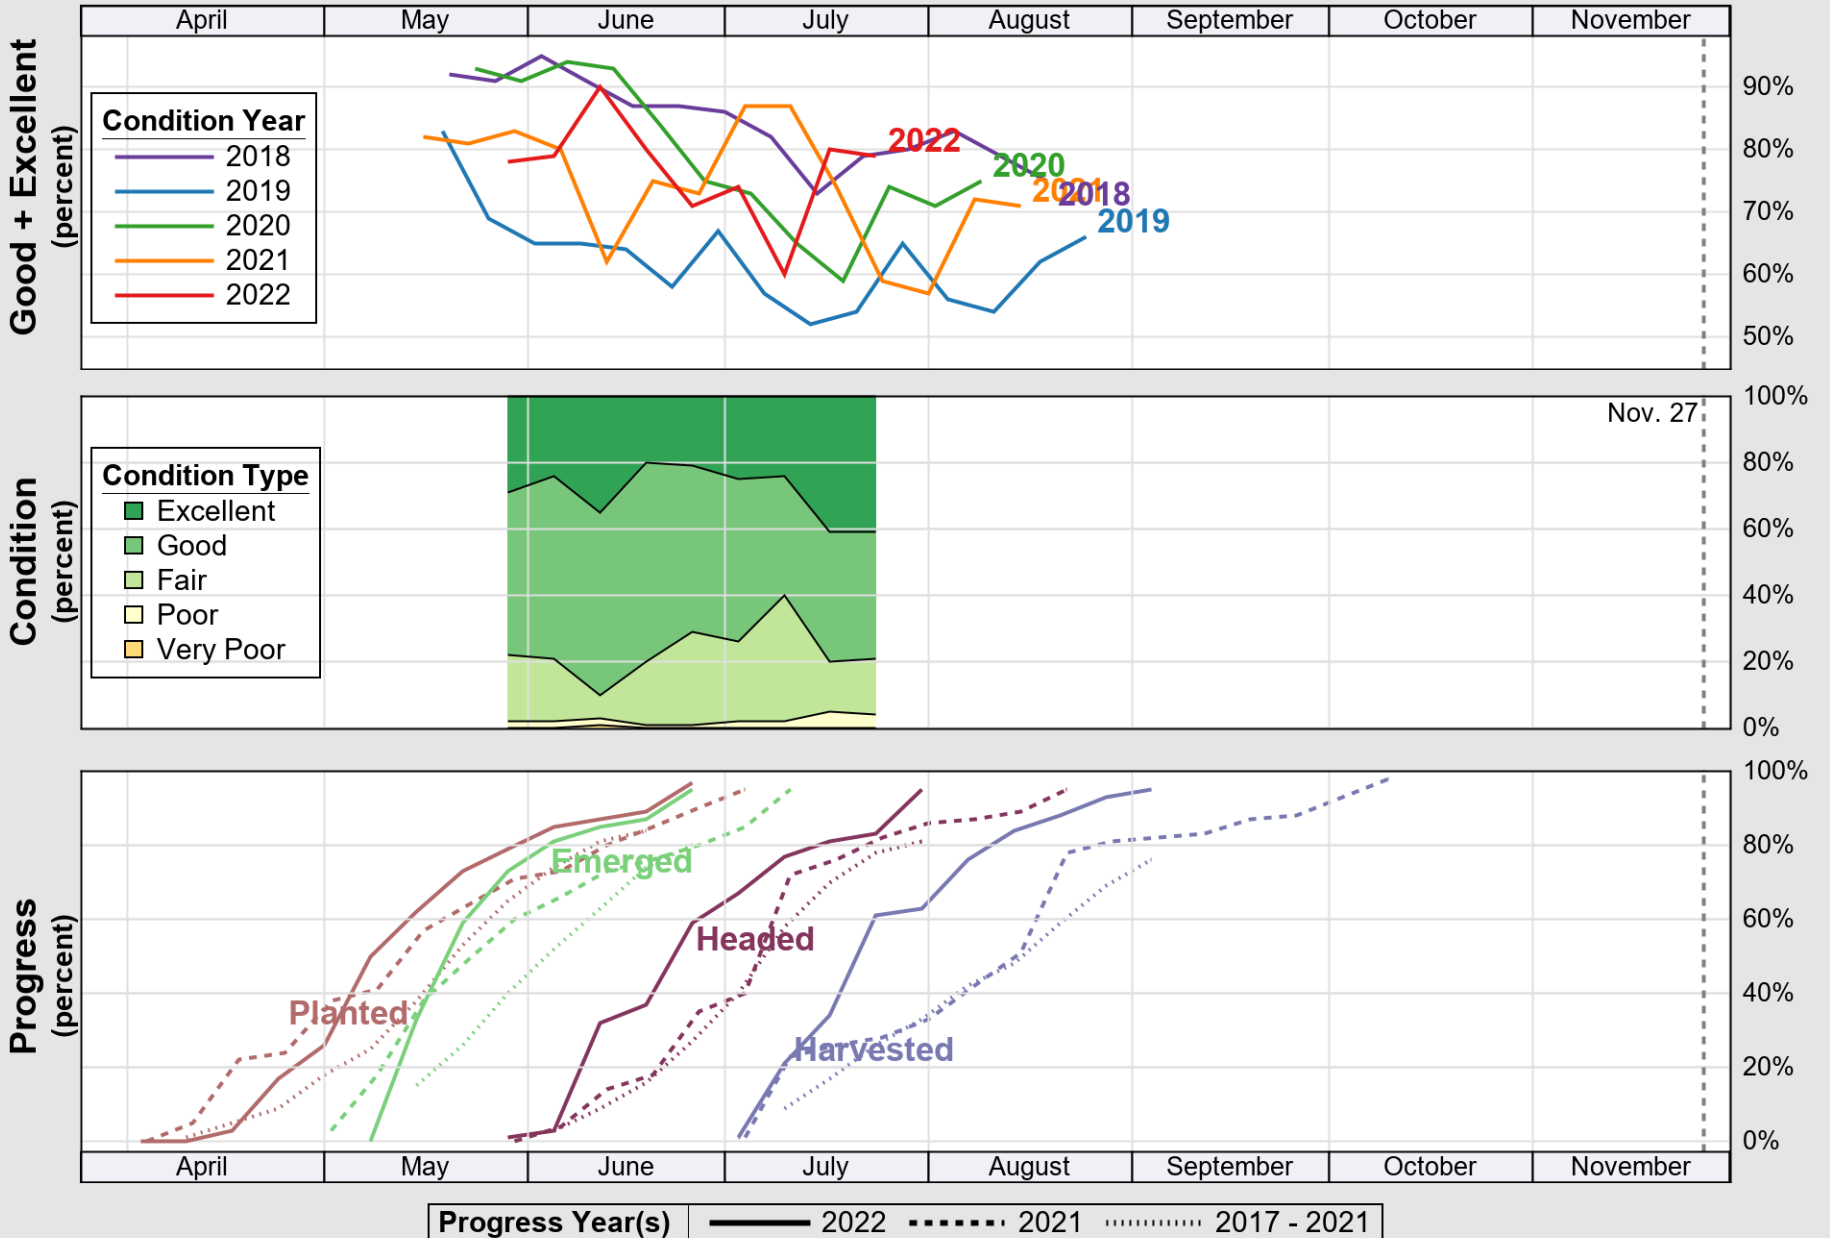 April May June July August September October November
Good + Excellent
(percent)
90%
80%
70%
60%
50%
Condition Year
2018
2019
2020
2021
2022
2022
2020
2021
2018
2019
Condition
(percent)
100%
80%
60%
40%
20%
0%
Nov. 27
Condition Type
Excellent
Good
Fair
Poor
Very Poor
Progress
(percent)
100%
80%
60%
40%
20%
0%
Emerged
Headed
Planted
Harvested
April May June July August September October November
Progress Year(s) 2022 2021 2017 - 2021